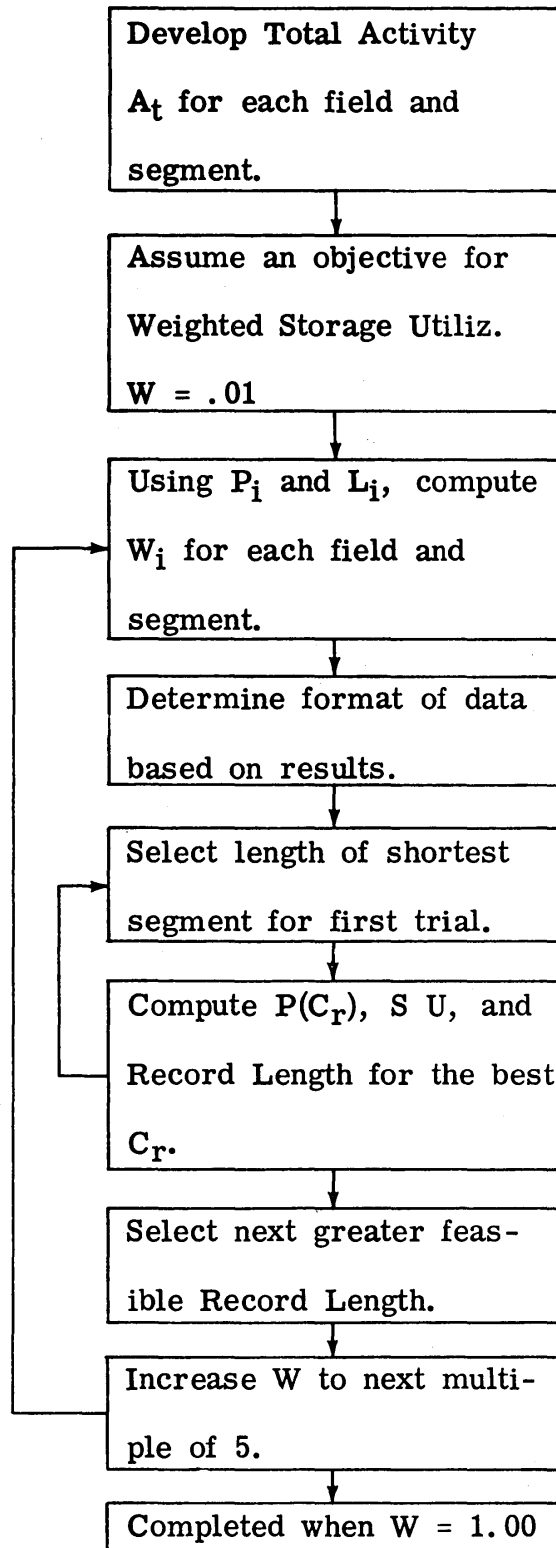 Develop Total Activity
At for each field and
segment.
Assume an objective for
Weighted Storage Utiliz.
W = .01
Using Pi and Li, compute
Wi for each field and
segment.
Determine format of data
based on results.
Select length of shortest
segment for first trial.
Compute P(Cr), S U, and
Record Length for the best
Cr.
Select next greater feas-
ible Record Length.
Increase W to next multi-
ple of 5.
Completed when W = 1.00